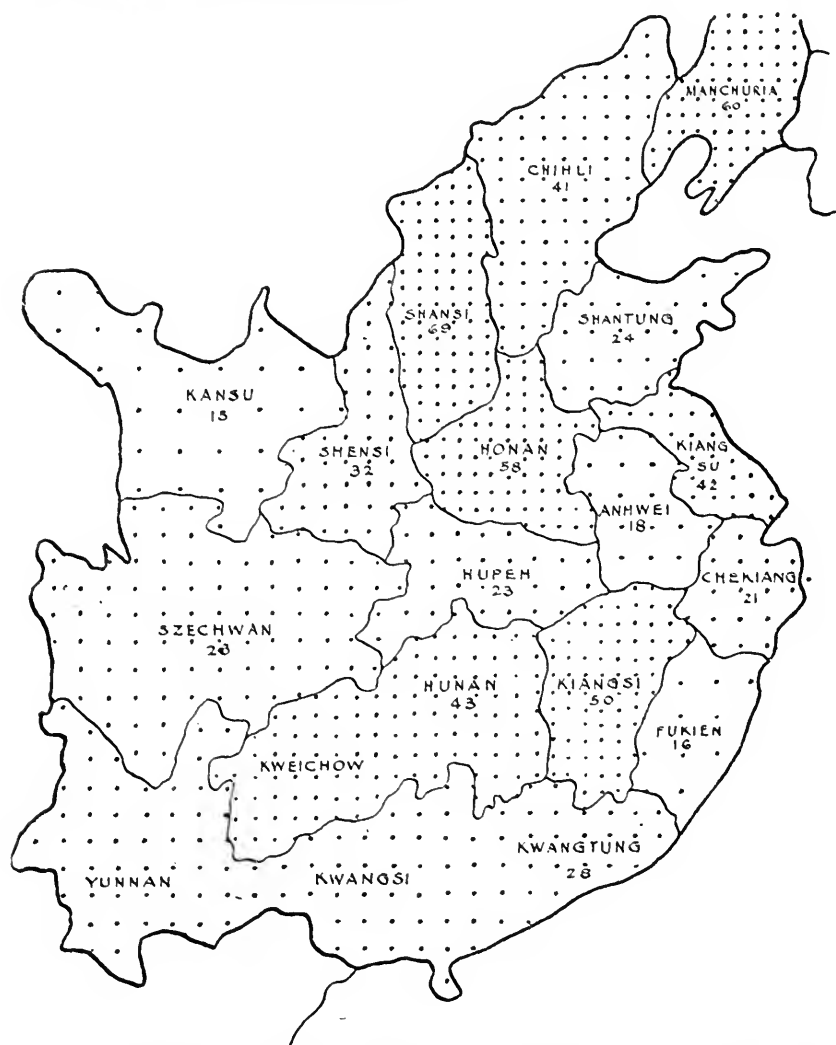 MANCHURIA
60
CHIHLI
41
SHANSI
69
SHANTUNG
24
KANSU
15
SHENSI
32
HONAN
58
KIANG
SU
42
ANHWEI
18
HUPEH
23
CHEKIANG
21
SZECHWAN
23
HUNAN
43
KIANGSI
50
FUKIEN
16
KWEICHOW
KWANGTUNG
28
YUNNAN
KWANGSI